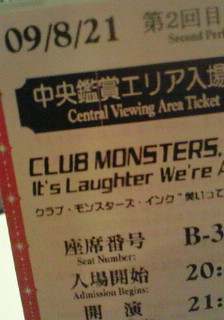 09/8/21 第2回目
Second Per
中央鑑賞エリア入場
Central Viewing Area Ticket
CLUB MONSTERS,
It's Laughter We're A
クラブ・モンスターズ・インク"笑いって
座席番号 B-3
Seat Number:
入場開始 20:
Admission Begins:
開演 21: